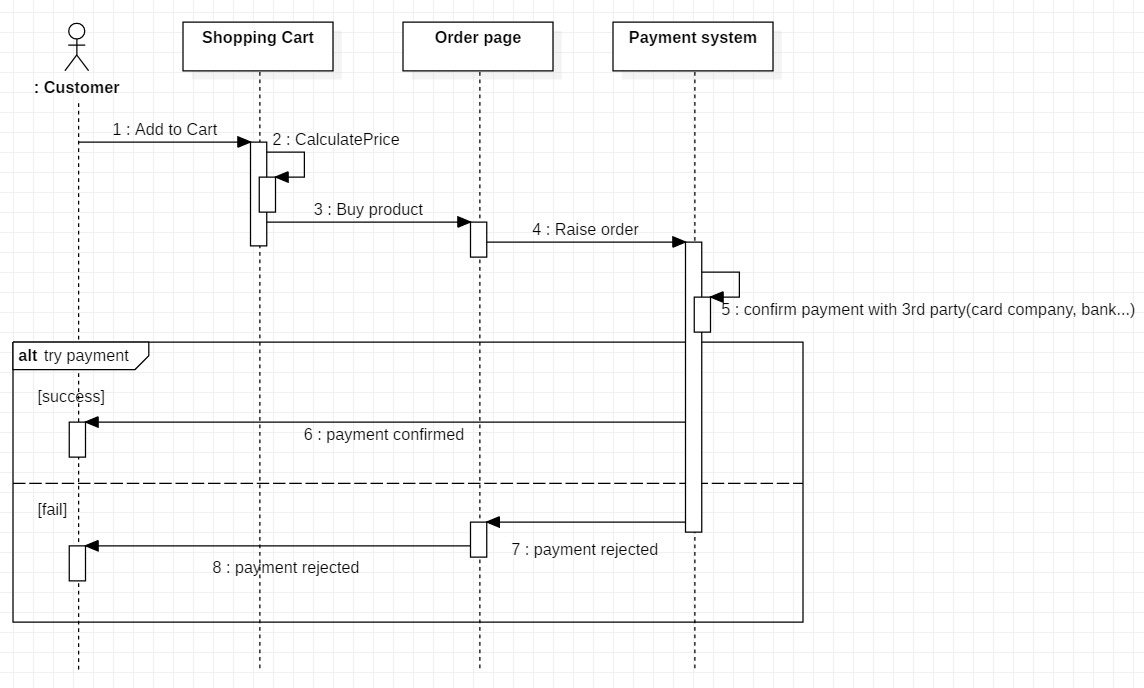 Shopping Cart
Order page
Payment system
: Customer
1 : Add to Cart
2 : CalculatePrice
3 : Buy product
4 : Raise order
5 : confirm payment with 3rd party(card company, bank...)
alt try payment
[success]
6 : payment confirmed
[fail]
7 : payment rejected
8 : payment rejected